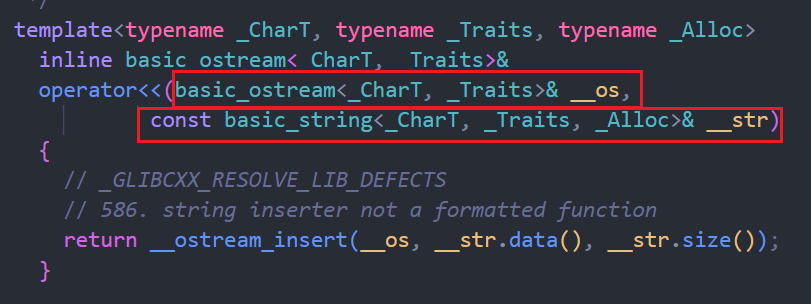 */
template<typename _CharT, typename _Traits, typename _Alloc>
inline basic_ostream<_CharT, _Traits>&
operator<<(basic_ostream<_CharT, _Traits>& __os,
const basic_string<_CharT, _Traits, _Alloc>& __str)
{
// _GLIBCXX_RESOLVE_LIB_DEFECTS
// 586. string inserter not a formatted function
return __ostream_insert(__os, __str.data(), __str.size());
}